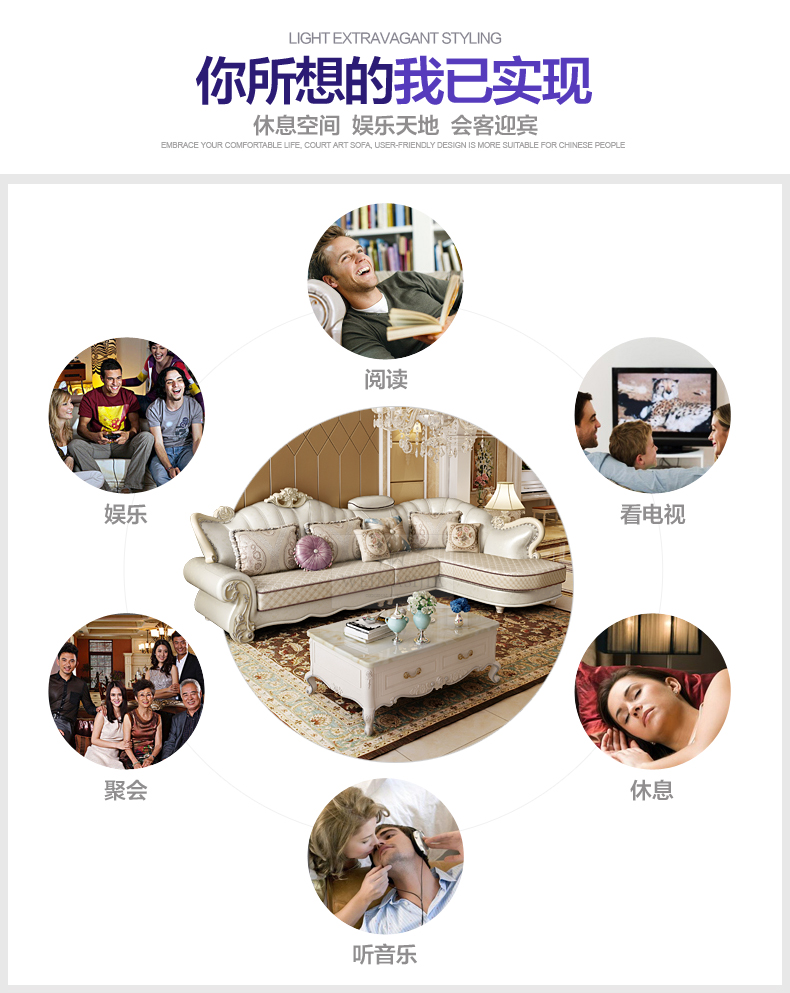 LIGHT EXTRAVAGANT STYLING
你所想的我已实现
休息空间 娱乐天地 会客迎宾
EMBRACE YOUR COMFORTABLE LIFE, COURT ART SOFA, USER-FRIENDLY DESIGN IS MORE SUITABLE FOR CHINESE PEOPLE
阅读
娱乐
看电视
聚会
休息
听音乐